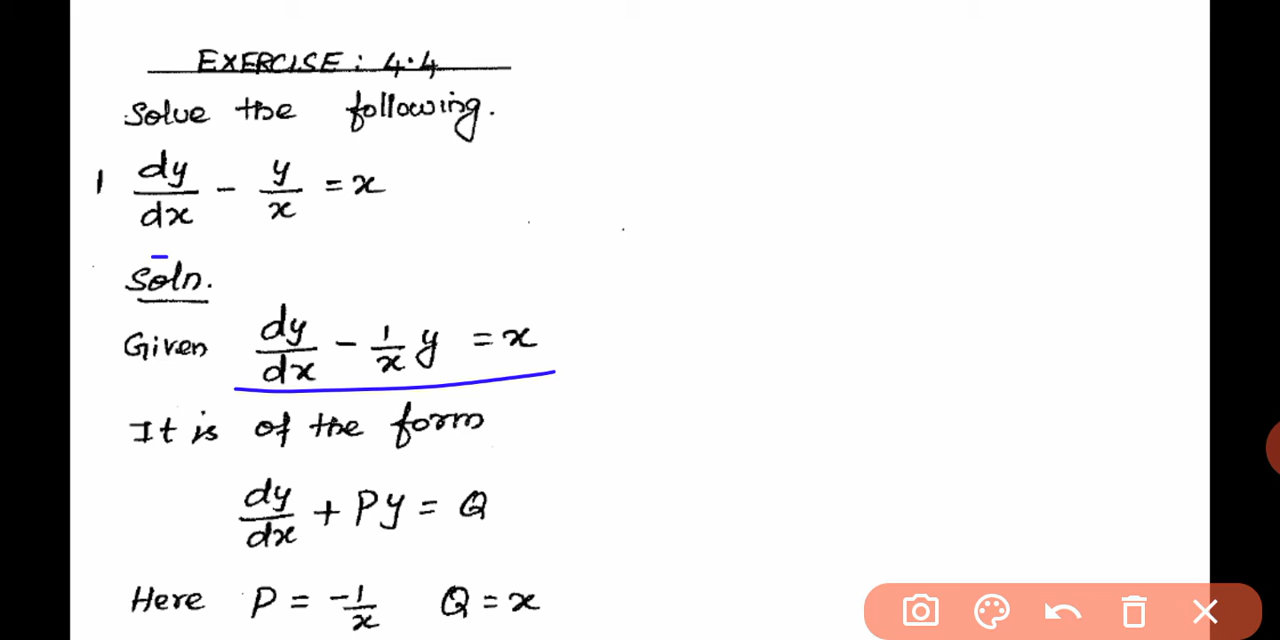 EXERCISE : 4.4
Solve the following.
1 dy/dx - y/x = x
Soln.
Given dy/dx - 1/x y = x
It is of the form
dy/dx + Py = Q
Here P = -1/x Q = x